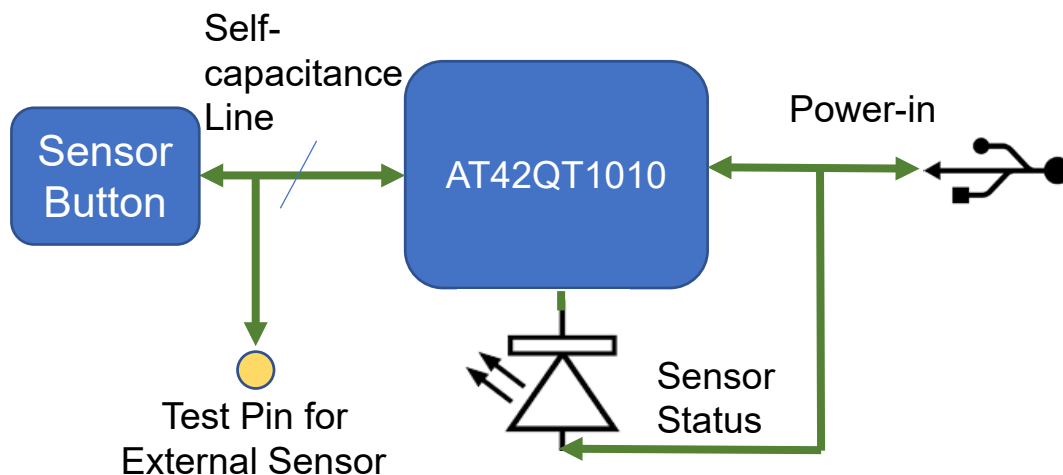 Self-
capacitance
Line
Sensor
Button
AT42QT1010
Power-in
Test Pin for
External Sensor
Sensor
Status